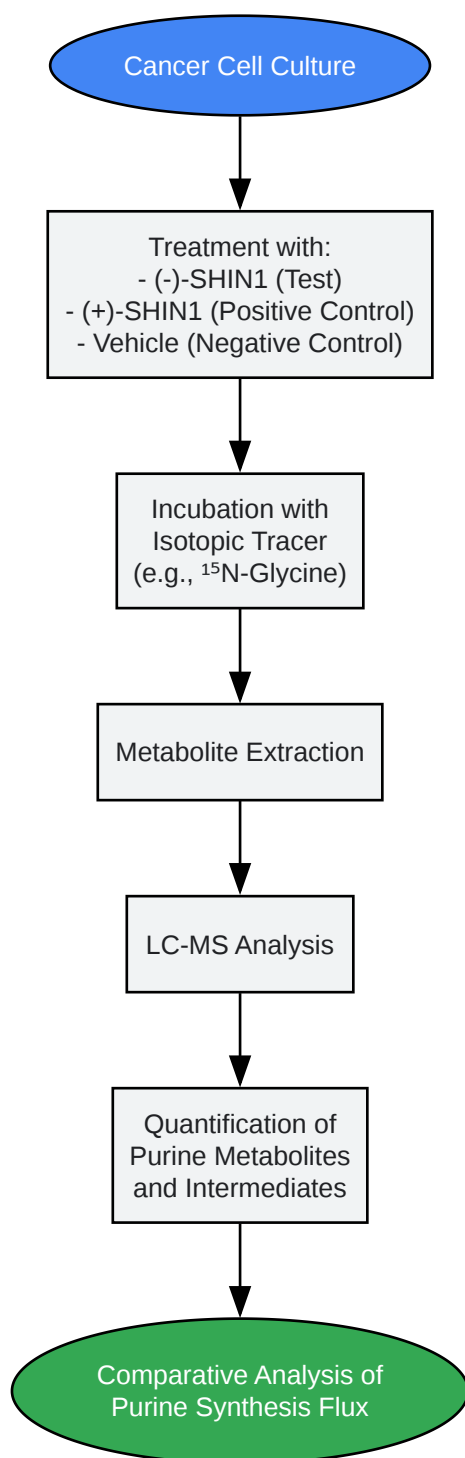 Cancer Cell Culture
Treatment with:
- (-)-SHIN1 (Test)
- (+)-SHIN1 (Positive Control)
- Vehicle (Negative Control)
Incubation with
Isotopic Tracer
(e.g., ¹⁵N-Glycine)
Metabolite Extraction
LC-MS Analysis
Quantification of
Purine Metabolites
and Intermediates
Comparative Analysis of
Purine Synthesis Flux